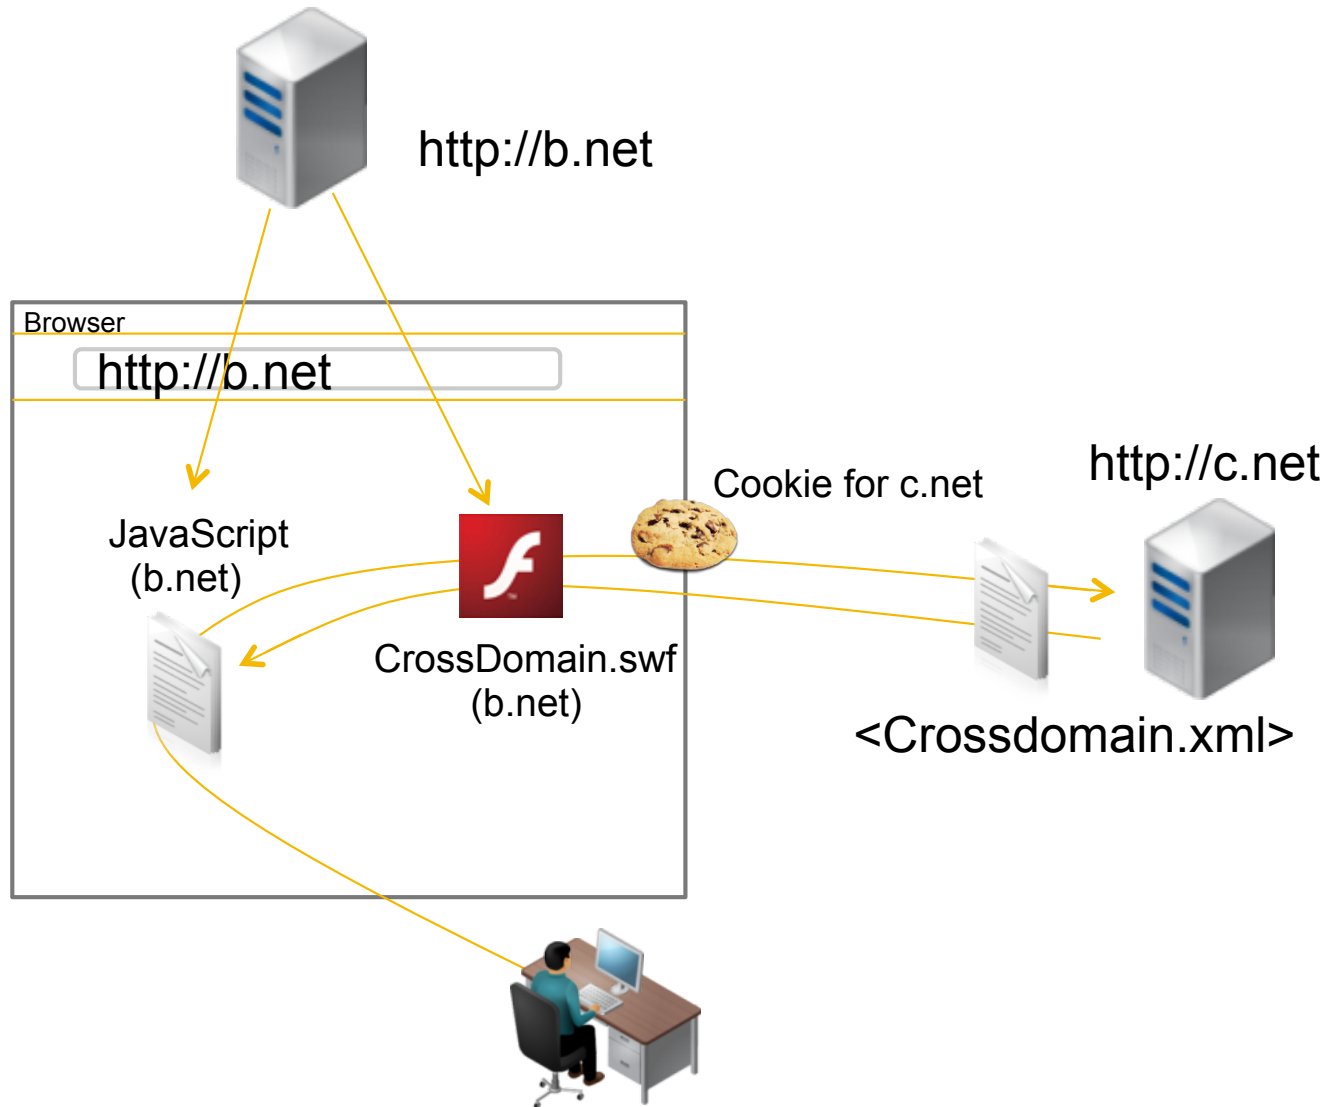 http://b.net
Browser
http://b.net
http://c.net
Cookie for c.net
JavaScript
(b.net)
CrossDomain.swf
(b.net)
<Crossdomain.xml>